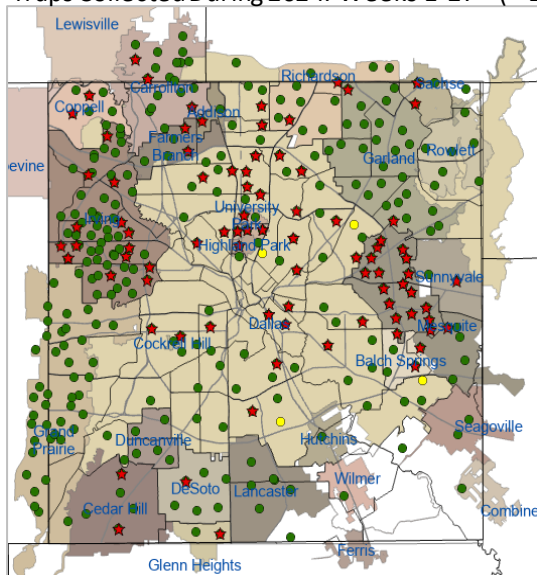 Lewisville
Richardson
Carrollton
Sachse
Coppell
Addison
Farmers
Branch
Garland
Rowlett
Irving
University
Park
Highland Park
Sunnyvale
Dallas
Mesquite
Cockrell Hill
Balch Springs
Grand
Prairie
Duncanville
Hutchins
Seagoville
DeSoto
Lancaster
Wilmer
Cedar Hill
Combine
Ferris
Glenn Heights